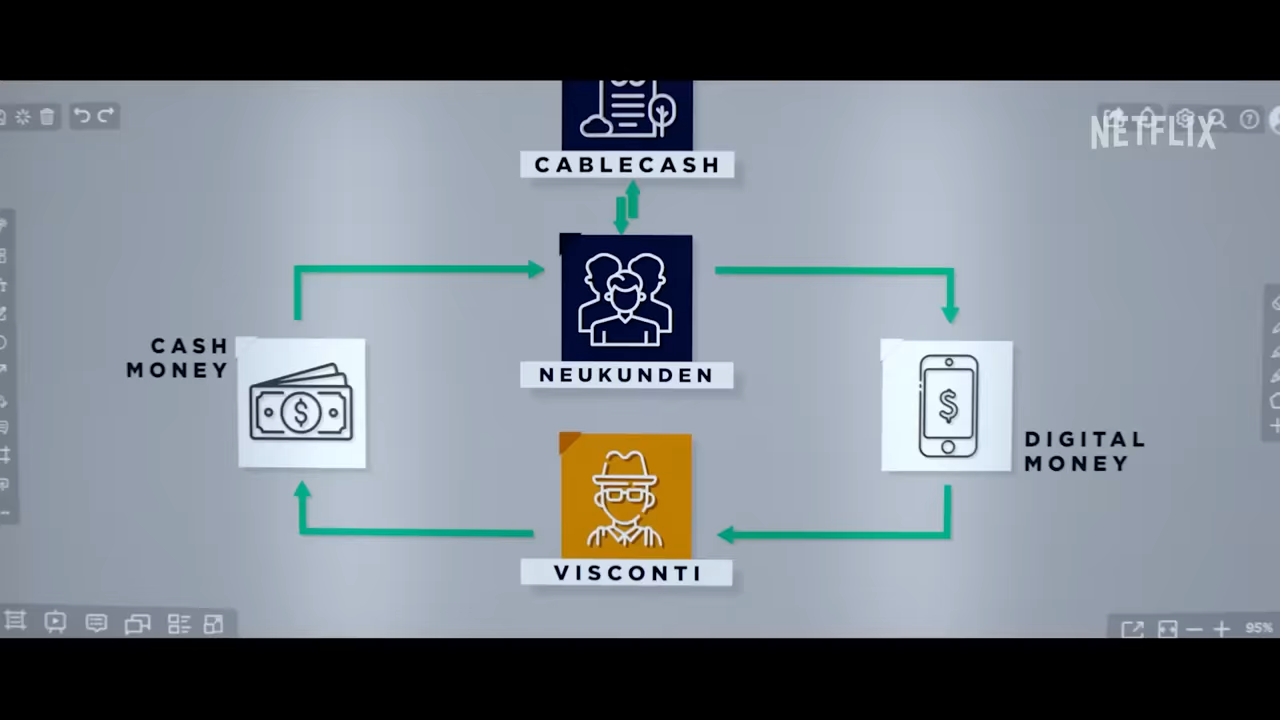 NETFLIX
CABLECASH
NEUKUNDEN
CASH
MONEY
$
$
DIGITAL
MONEY
VISCONTI
95%